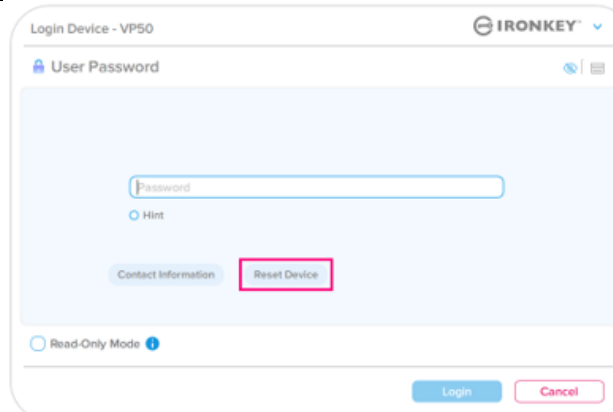 Login Device - VP50
IRONKEY
User Password
Password
Hint
Contact Information
Reset Device
Read-Only Mode
Login
Cancel